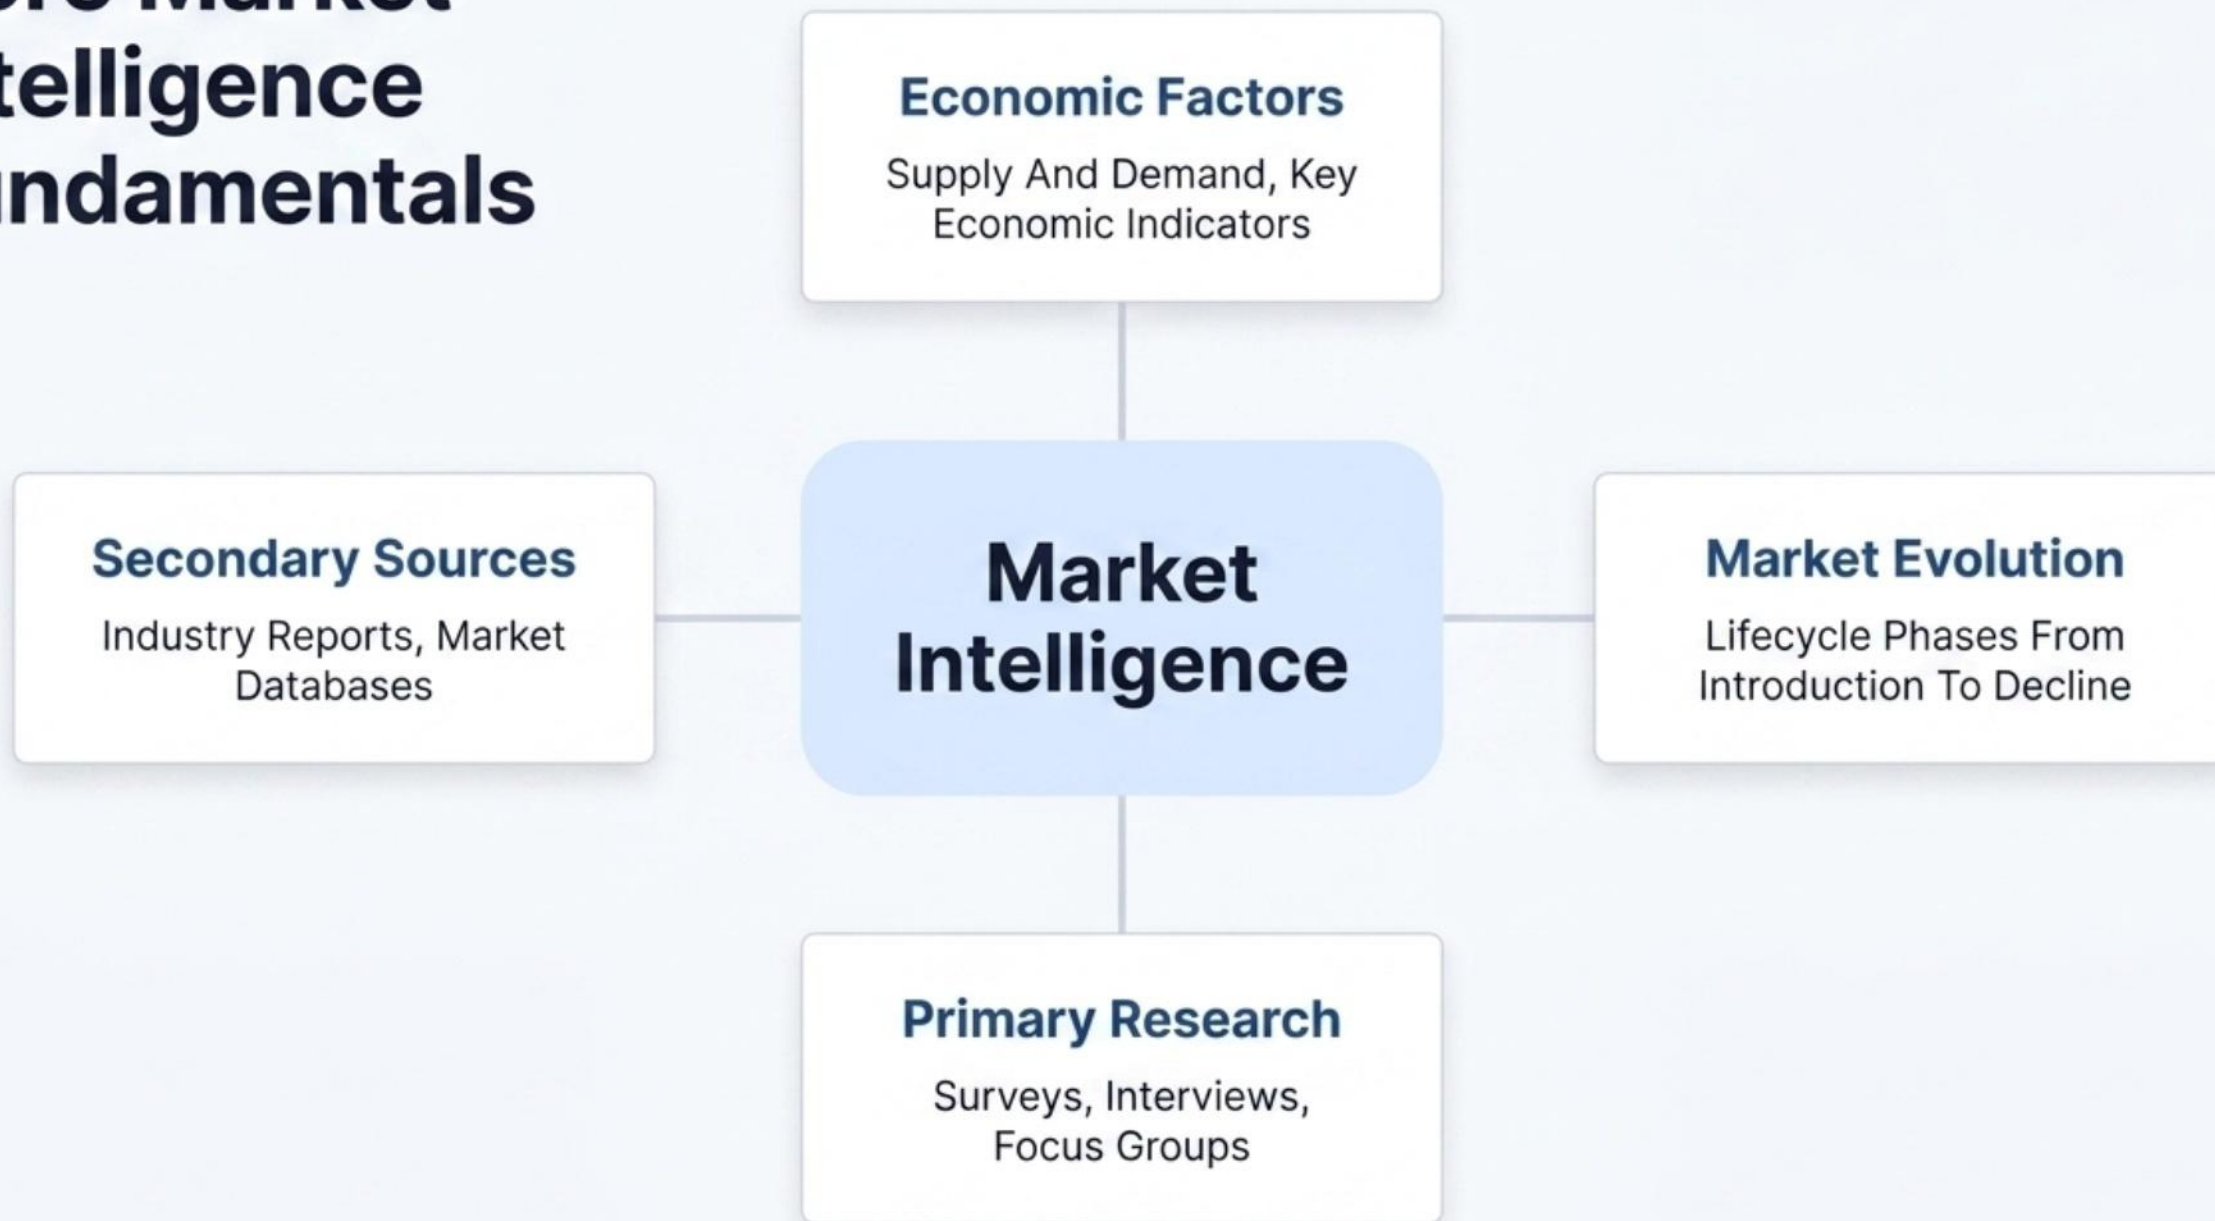 Market
telligence
ndamentals
Economic Factors
Supply And Demand, Key
Economic Indicators
Secondary Sources
Industry Reports, Market
Databases
Market
Intelligence
Market Evolution
Lifecycle Phases From
Introduction To Decline
Primary Research
Surveys, Interviews,
Focus Groups